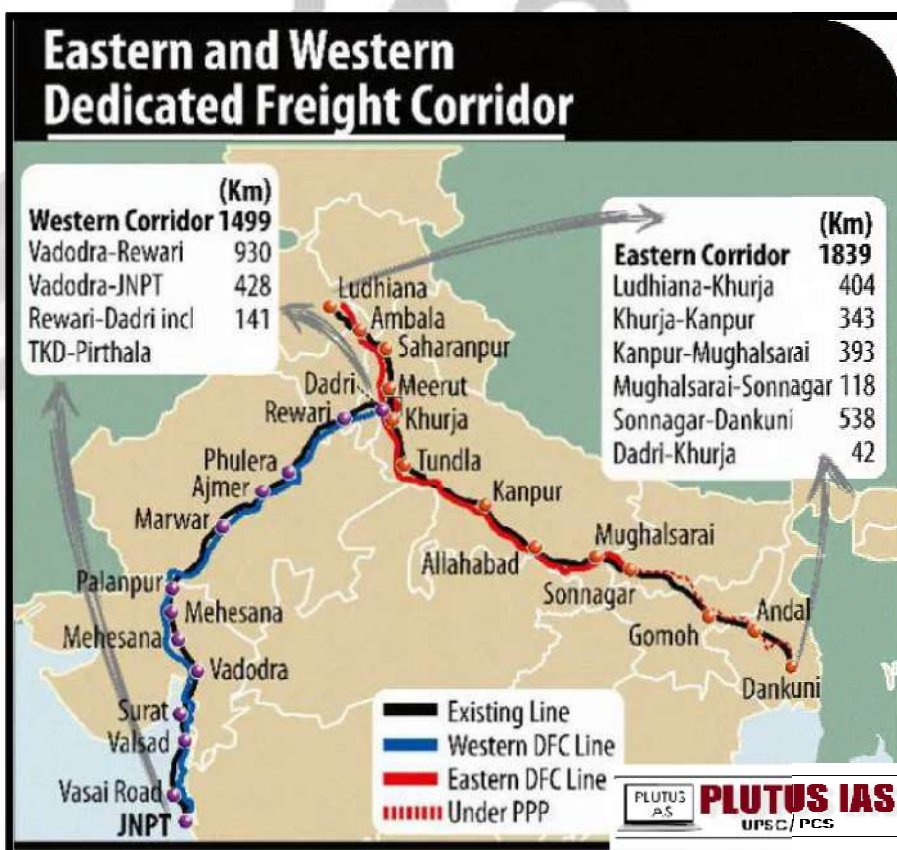 Eastern and Western
Dedicated Freight Corridor
(Km)
Western Corridor 1499
Vadodra-Rewari 930
Vadodra-JNPT 428
Rewari-Dadri incl 141
TKD-Pirthala
(Km)
Eastern Corridor 1839
Ludhiana-Khurja 404
Khurja-Kanpur 343
Kanpur-Mughalsarai 393
Mughalsarai-Sonnagar 118
Sonnagar-Dankuni 538
Dadri-Khurja 42
Ludhiana
Ambala
Saharanpur
Dadri
Meerut
Rewari
Khurja
Phulera
Tundla
Ajmer
Kanpur
Marwar
Mughalsarai
Allahabad
Palanpur
Sonnagar
Mehesana
Andal
Mehesana
Gomoh
Vadodra
Dankuni
Surat
Valsad
Vasai Road
JNPT
Existing Line
Western DFC Line
Eastern DFC Line
Under PPP
PLUTUS
IAS
PLUTUS IAS
UPSC/PCS